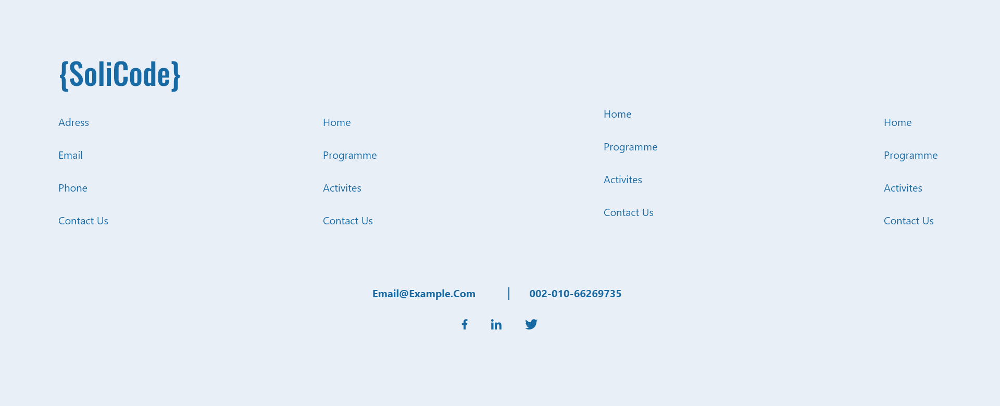 {SoliCode}
Adress
Email
Phone
Contact Us
Home
Programme
Activites
Contact Us
Home
Programme
Activites
Contact Us
Home
Programme
Activites
Contact Us
Email@Example.Com | 002-010-66269735